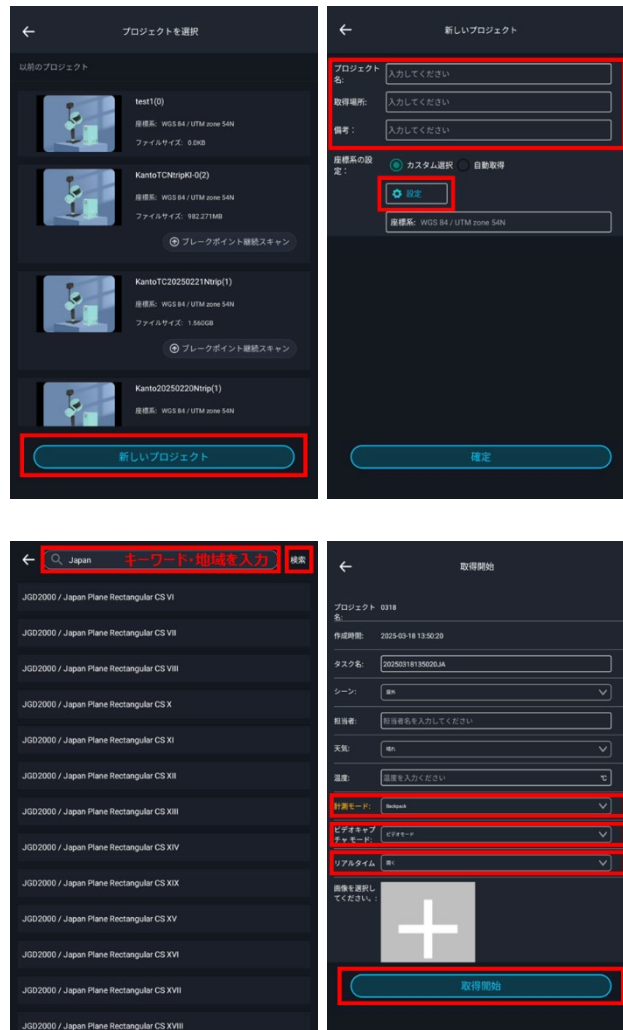 プロジェクトを選択
以前のプロジェクト
test1(0)
座標系: WGS 84 / UTM zone 54N
ファイルサイズ: 0.0KB
KantoTCNtripKI-0(2)
座標系: WGS 84 / UTM zone 54N
ファイルサイズ: 982.271MB
ブレークポイント継続スキャン
KantoTC20250221Ntrip(1)
座標系: WGS 84 / UTM zone 54N
ファイルサイズ: 1.560GB
ブレークポイント継続スキャン
Kanto20250220Ntrip(1)
座標系: WGS 84 / UTM zone 54N
新しいプロジェクト
新しいプロジェクト
プロジェクト
名:
入力してください
取得場所:
入力してください
備考:
入力してください
座標系の設
定:
カスタム選択
自動取得
設定
座標系: WGS 84 / UTM zone 54N
確定
Japan
キーワード・地域を入力
検索
JGD2000 / Japan Plane Rectangular CS VI
JGD2000 / Japan Plane Rectangular CS VII
JGD2000 / Japan Plane Rectangular CS VIII
JGD2000 / Japan Plane Rectangular CS X
JGD2000 / Japan Plane Rectangular CS XI
JGD2000 / Japan Plane Rectangular CS XII
JGD2000 / Japan Plane Rectangular CS XIII
JGD2000 / Japan Plane Rectangular CS XIV
JGD2000 / Japan Plane Rectangular CS XIX
JGD2000 / Japan Plane Rectangular CS XV
JGD2000 / Japan Plane Rectangular CS XVI
JGD2000 / Japan Plane Rectangular CS XVII
JGD2000 / Japan Plane Rectangular CS XVIII
取得開始
プロジェクト
名:
0318
作成時間:
2025-03-18 13:50:20
タスク名:
20250318135020JA
シーン:
屋外
担当者:
担当者名を入力してください
天気:
晴れ
温度:
温度を入力ください
℃
計測モード:
Backpack
ビデオキャプ
チャ モード:
ビデオモード
リアルタイム
開く
画像を選択し
てください。:
取得開始